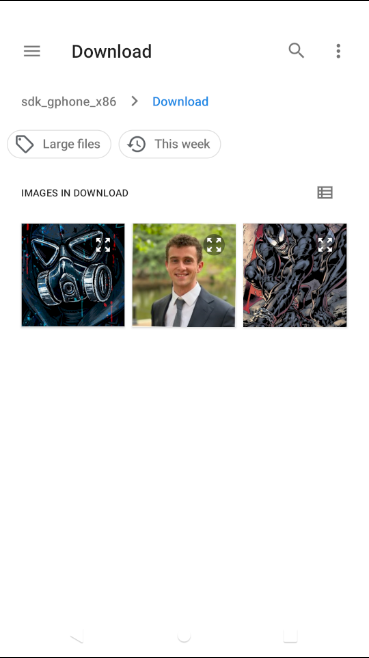 Download
sdk_gphone_x86 > Download
Large files
This week
IMAGES IN DOWNLOAD